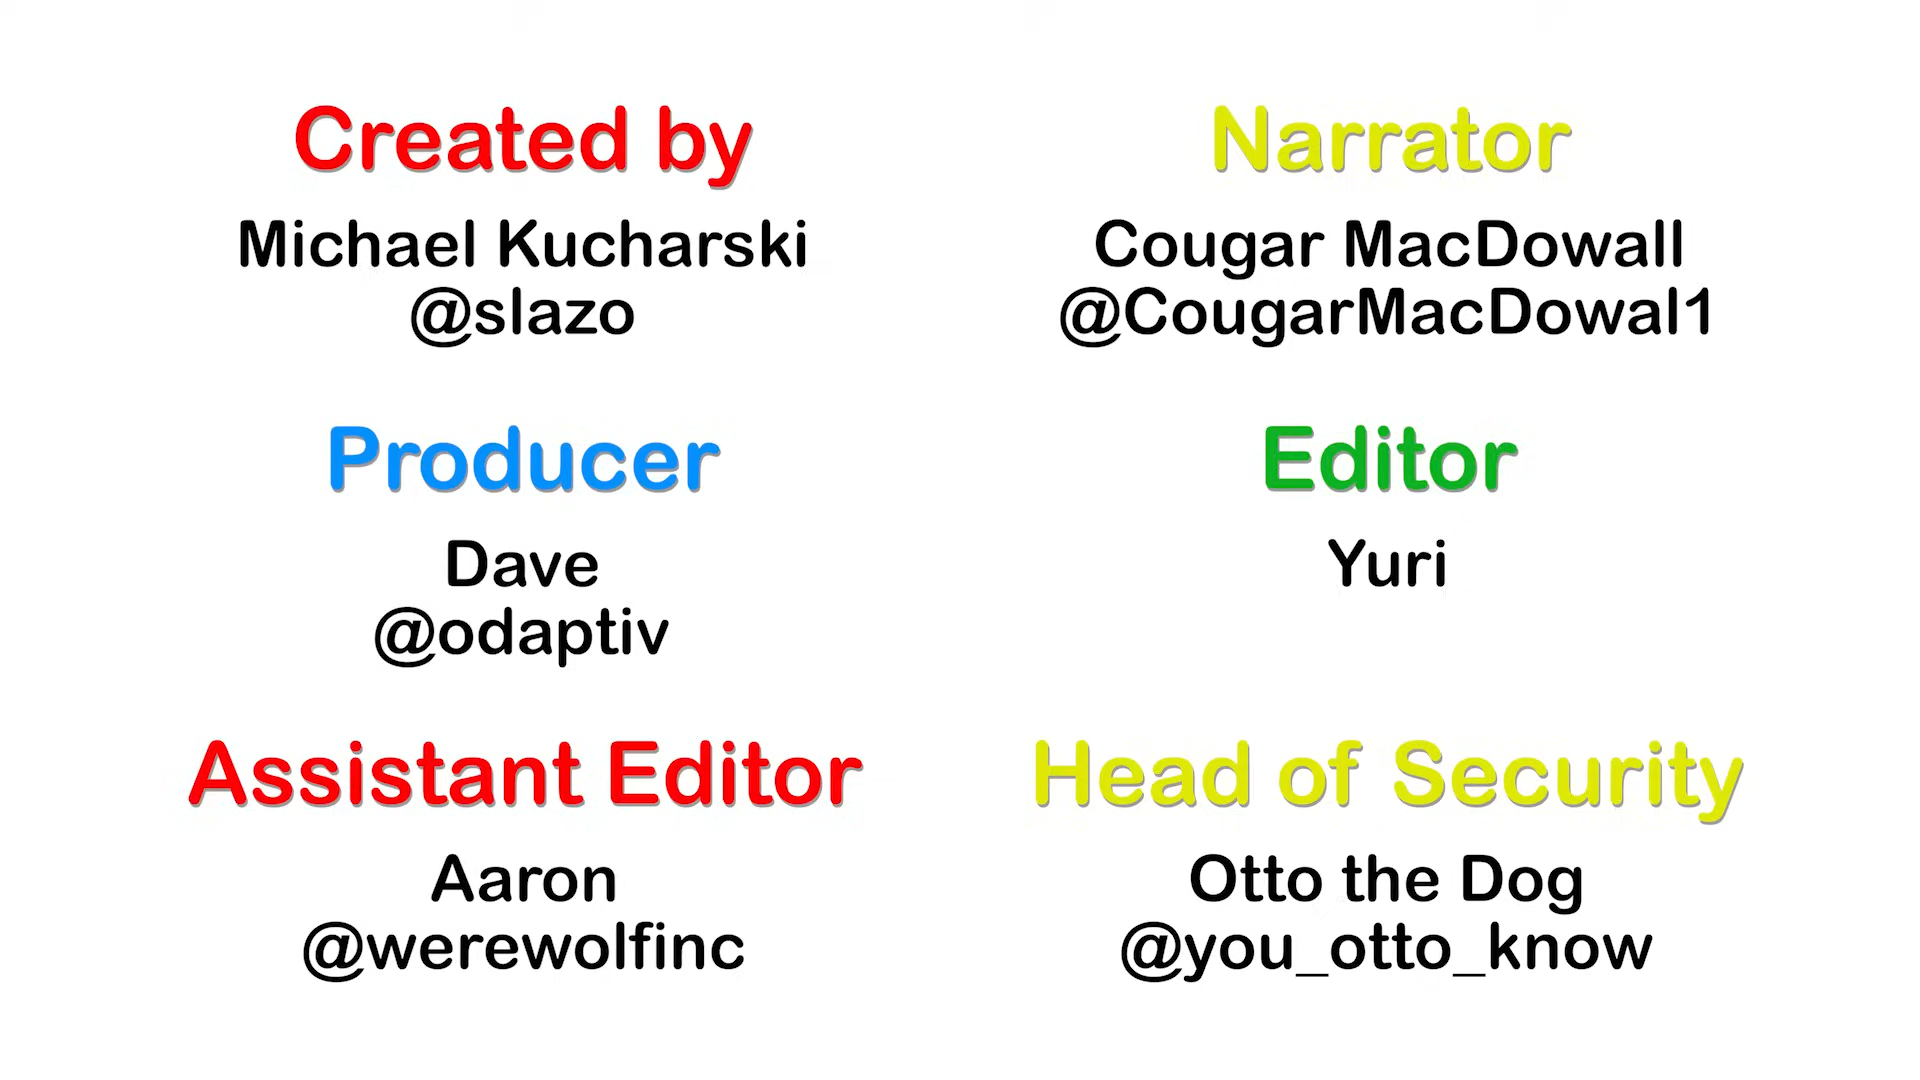 Created by
Michael Kucharski
@slazo
Narrator
Cougar MacDowall
@CougarMacDowal1
Producer
Dave
@odaptiv
Editor
Yuri
Assistant Editor
Aaron
@werewolfinc
Head of Security
Otto the Dog
@you_otto_know